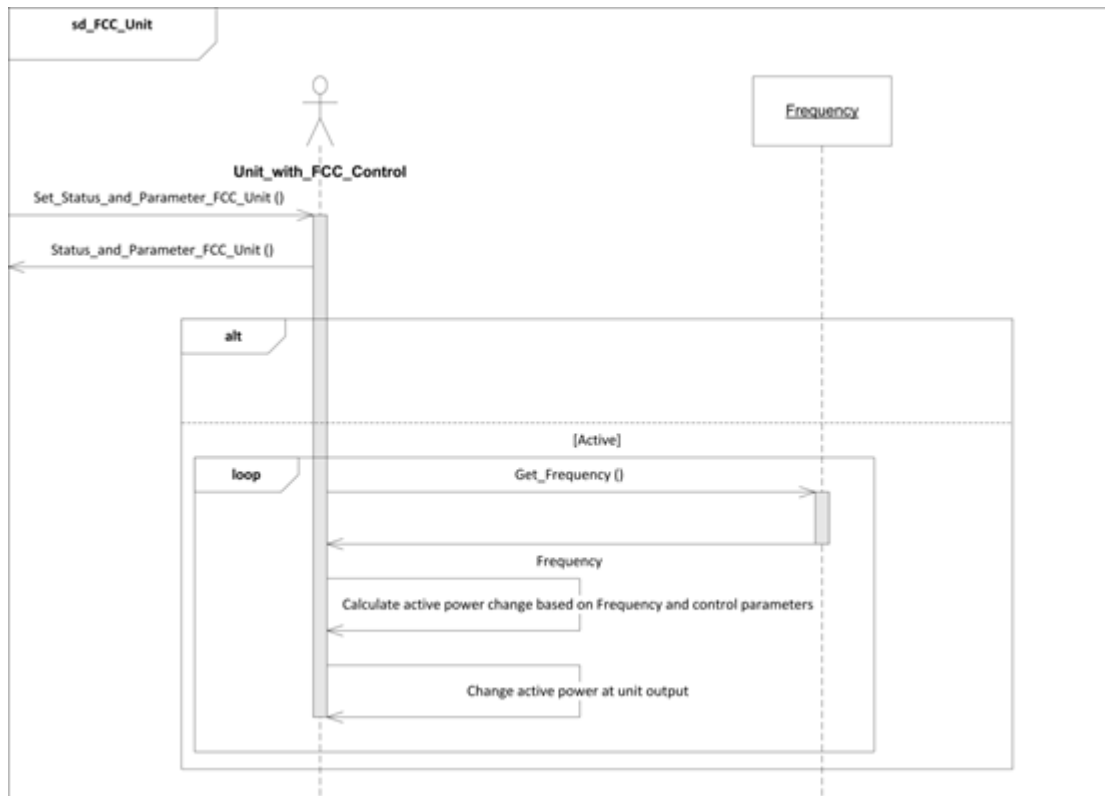 sd_FCC_Unit
Unit_with_FCC_Control
Frequency
Set_Status_and_Parameter_FCC_Unit ()
Status_and_Parameter_FCC_Unit ()
alt
[Active]
loop
Get_Frequency ()
Frequency
Calculate active power change based on Frequency and control parameters
Change active power at unit output